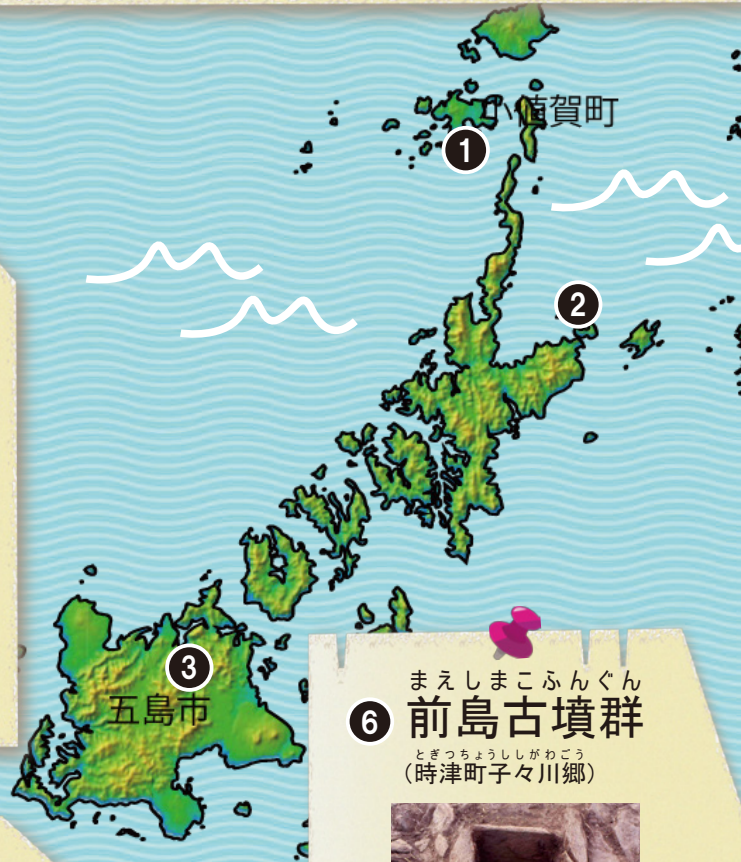 小値賀町
1
2
3
五島市
まえしまこふんぐん
6 前島古墳群
とぎつちょうししがわごう
(時津町子々川郷)